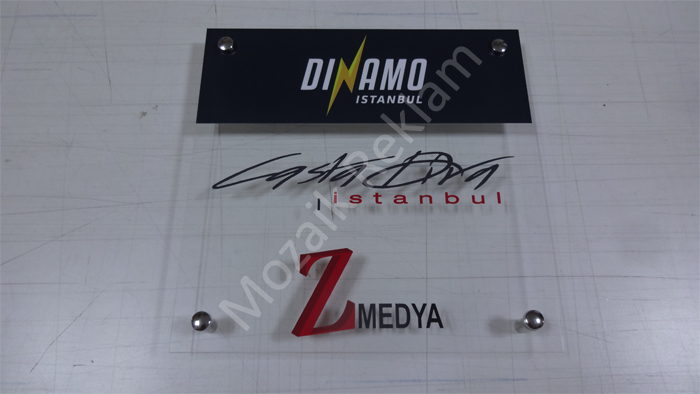 DINAMO
ISTANBUL
Casta Diva
istanbul
Z MEDYA
Mozaik Reklam